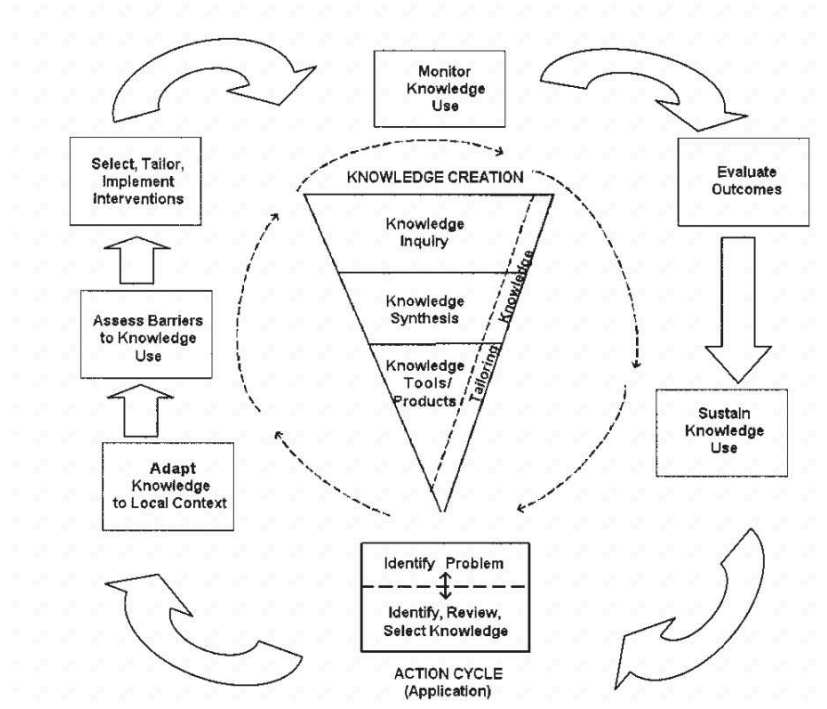 Monitor
Knowledge
Use
Select, Tailor,
Implement
Interventions
Evaluate
Outcomes
KNOWLEDGE CREATION
Knowledge
Inquiry
Knowledge
Synthesis
Knowledge
Tools/
Products
Tailoring Knowledge
Assess Barriers
to Knowledge
Use
Sustain
Knowledge
Use
Adapt
Knowledge
to Local Context
Identify Problem
Identify, Review,
Select Knowledge
ACTION CYCLE
(Application)